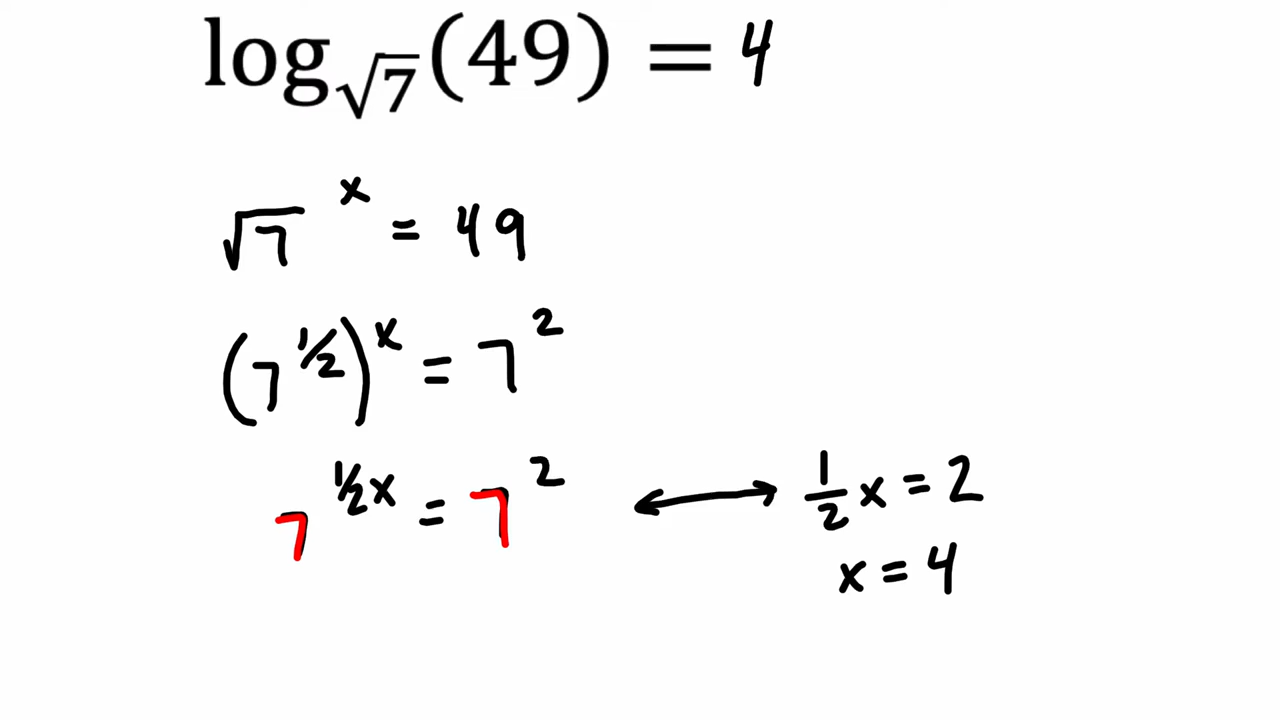 log√7(49) = 4
√7^x = 49
(7^½)^x = 7^2
7^½x = 7^2 ↔ 1/2 x = 2
x = 4